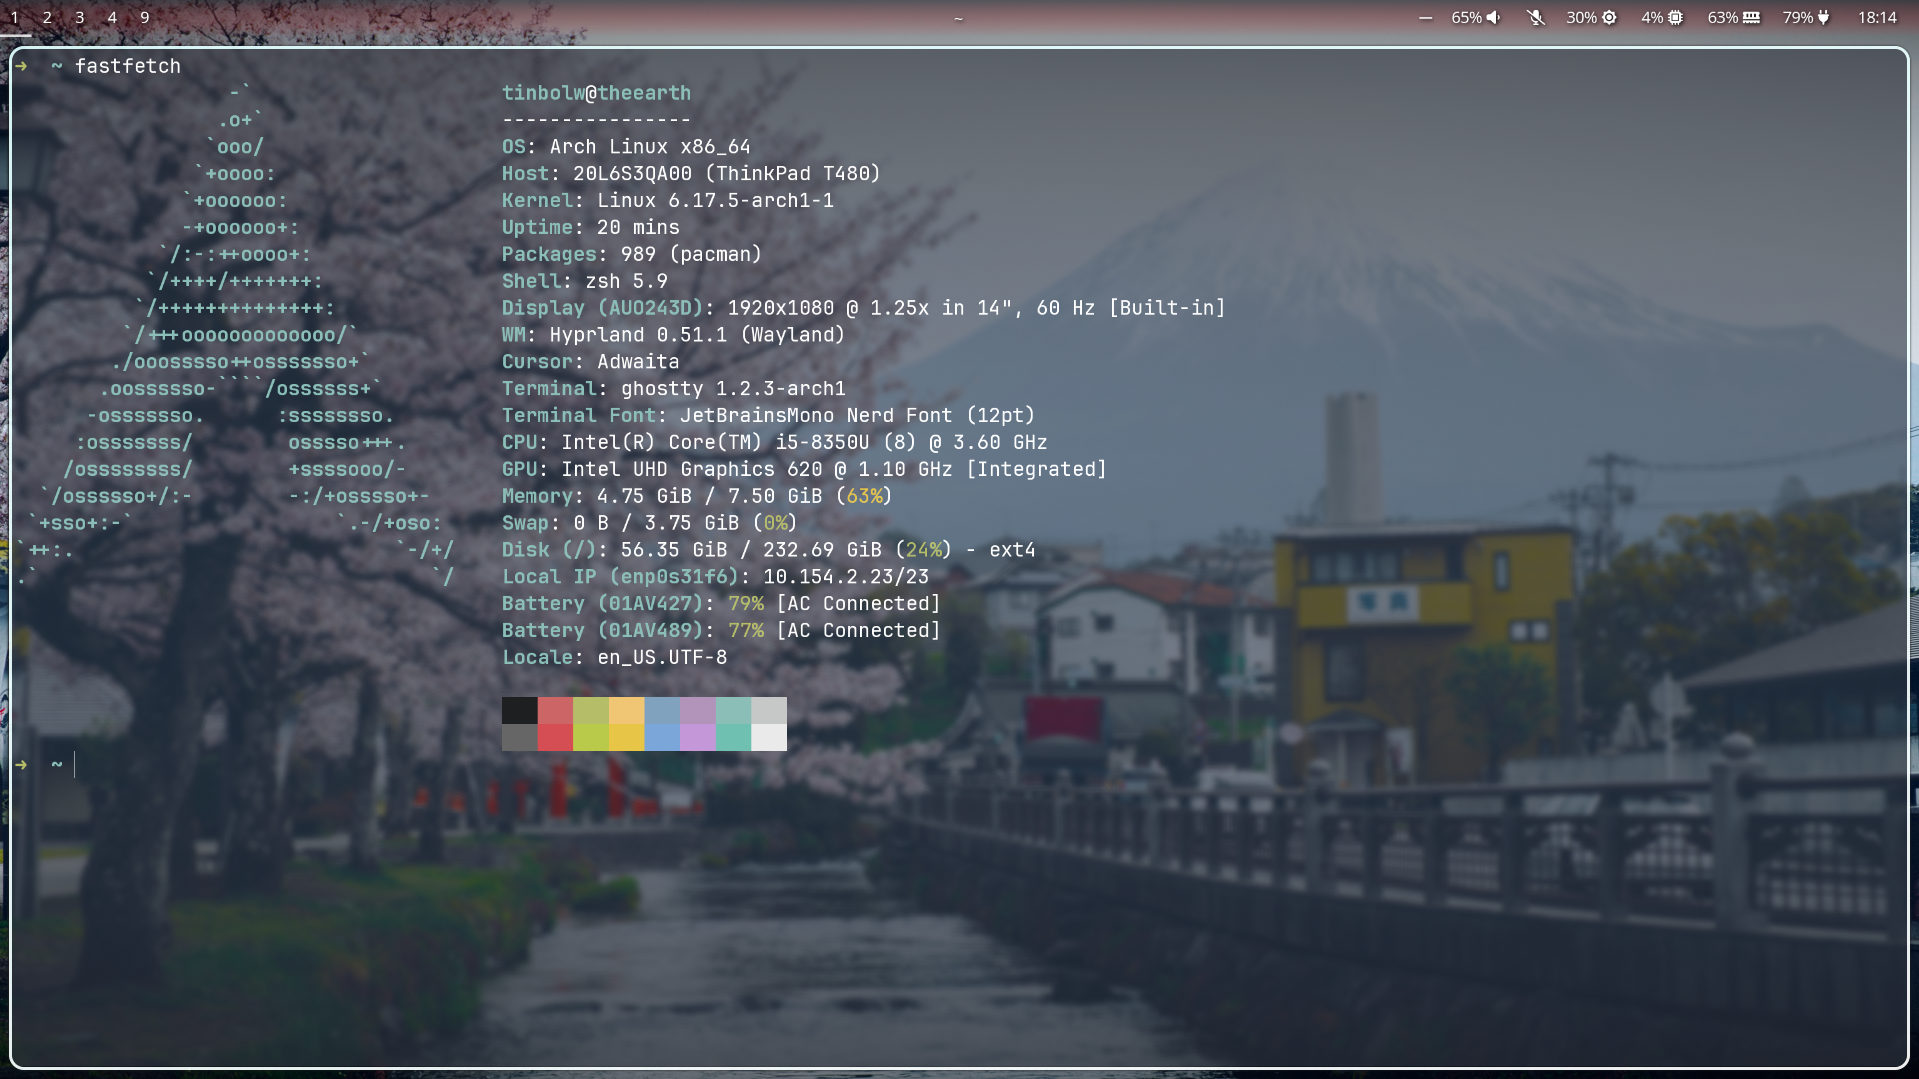 1 2 3 4 9 ~ — 65% 30% 4% 63% 79% 18:14
→ ~ fastfetch
                  -`
                 .o+`
                `ooo/
               `+oooo:
              `+oooooo:
              -+oooooo+:
            `/:-:++oooo+:
           `/++++/+++++++:
          `/++++++++++++++:
         `/+++ooooooooooooo/`
        ./ooosssso++osssssso+`
       .oossssso-````/ossssss+`
      -osssssso.      :ssssssso.
     :osssssss/        osssso+++.
    /ossssssss/        +ssssooo/-
  `/ossssso+/:-        -:/+osssso+-
 `+sso+:-`                 `.-/+oso:
`++:.                           `-/+/
.`                                 `/
tinbolw@theearth
----------------
OS: Arch Linux x86_64
Host: 20L6S3QA00 (ThinkPad T480)
Kernel: Linux 6.17.5-arch1-1
Uptime: 20 mins
Packages: 989 (pacman)
Shell: zsh 5.9
Display (AUO243D): 1920x1080 @ 1.25x in 14", 60 Hz [Built-in]
WM: Hyprland 0.51.1 (Wayland)
Cursor: Adwaita
Terminal: ghostty 1.2.3-arch1
Terminal Font: JetBrainsMono Nerd Font (12pt)
CPU: Intel(R) Core(TM) i5-8350U (8) @ 3.60 GHz
GPU: Intel UHD Graphics 620 @ 1.10 GHz [Integrated]
Memory: 4.75 GiB / 7.50 GiB (63%)
Swap: 0 B / 3.75 GiB (0%)
Disk (/): 56.35 GiB / 232.69 GiB (24%) - ext4
Local IP (enp0s31f6): 10.154.2.23/23
Battery (01AV427): 79% [AC Connected]
Battery (01AV489): 77% [AC Connected]
Locale: en_US.UTF-8
写真
→ ~